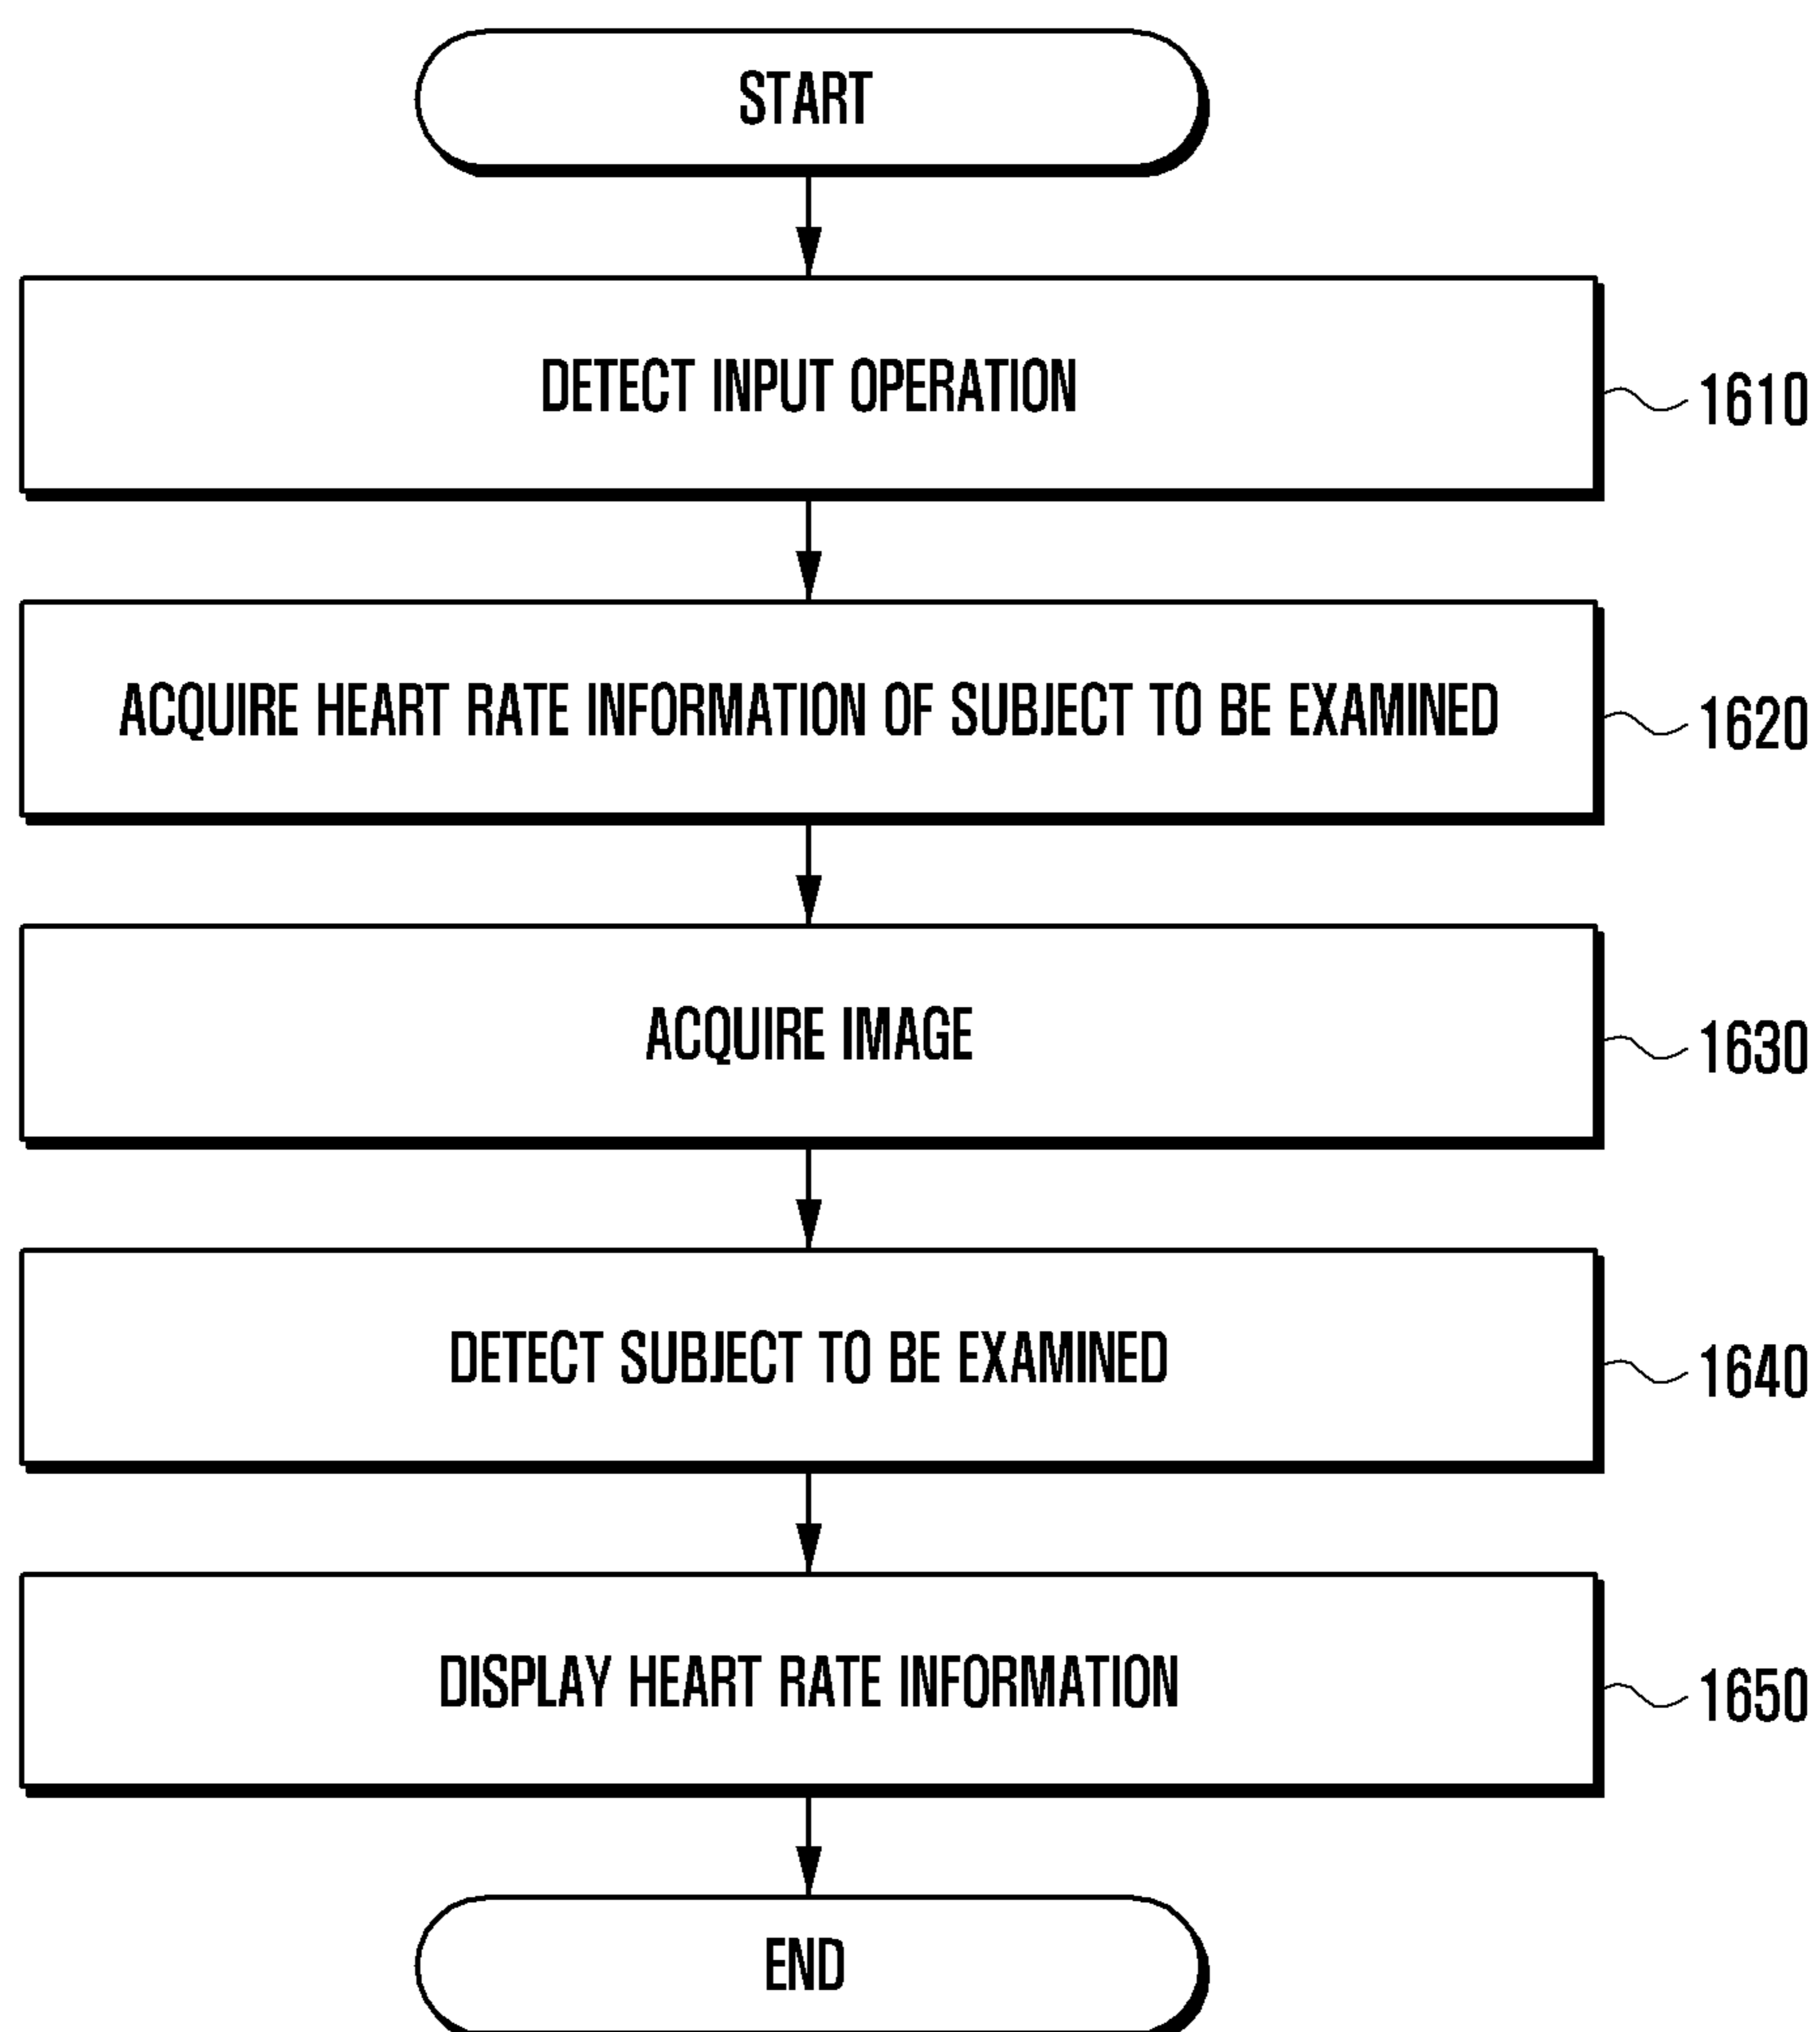 START
DETECT INPUT OPERATION
1610
ACQUIRE HEART RATE INFORMATION OF SUBJECT TO BE EXAMINED
1620
ACQUIRE IMAGE
1630
DETECT SUBJECT TO BE EXAMINED
1640
DISPLAY HEART RATE INFORMATION
1650
END